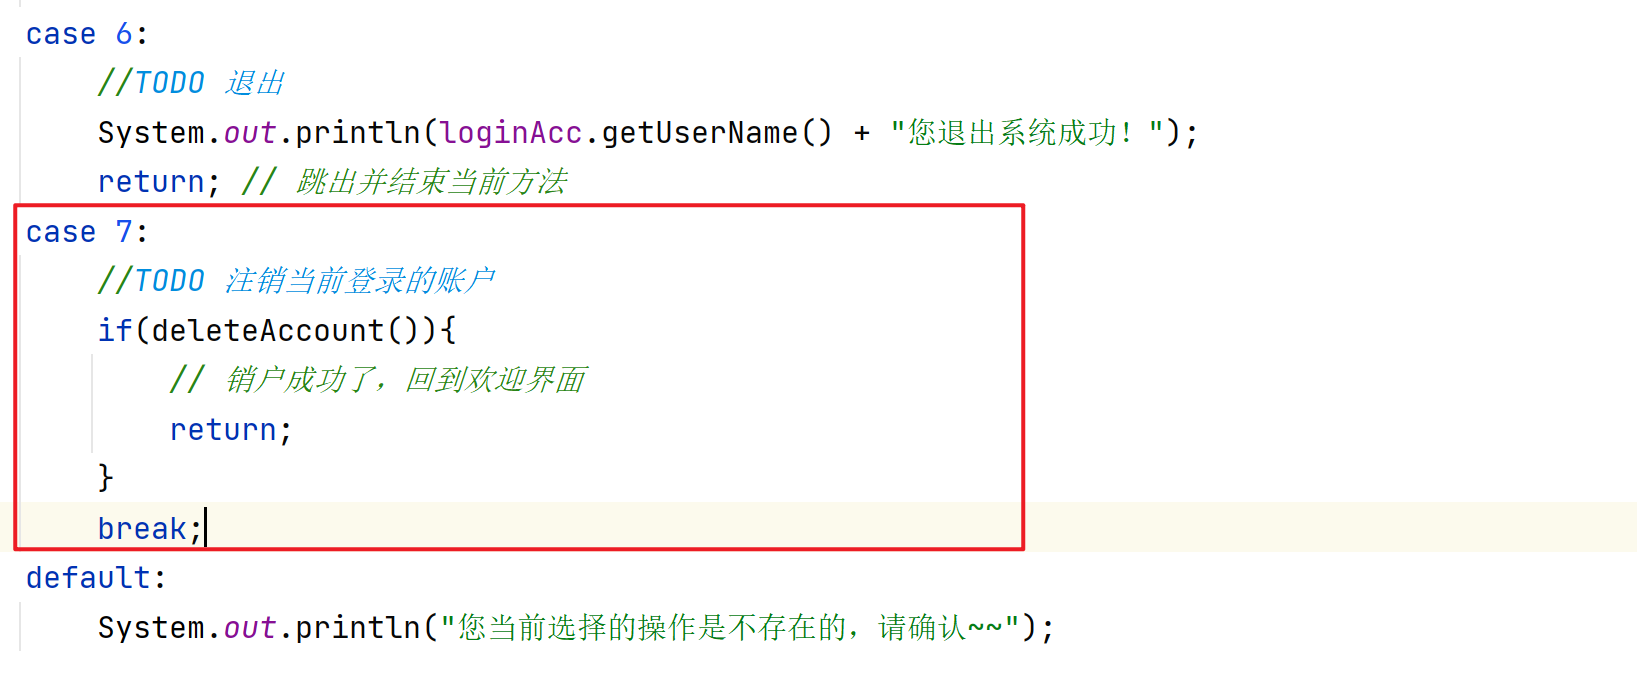 case 6:
//TODO 退出
System.out.println(loginAcc.getUserName() + "您退出系统成功！");
return; // 跳出并结束当前方法
case 7:
//TODO 注销当前登录的账户
if(deleteAccount()){
// 销户成功了，回到欢迎界面
return;
}
break;
default:
System.out.println("您当前选择的操作是不存在的，请确认~~");